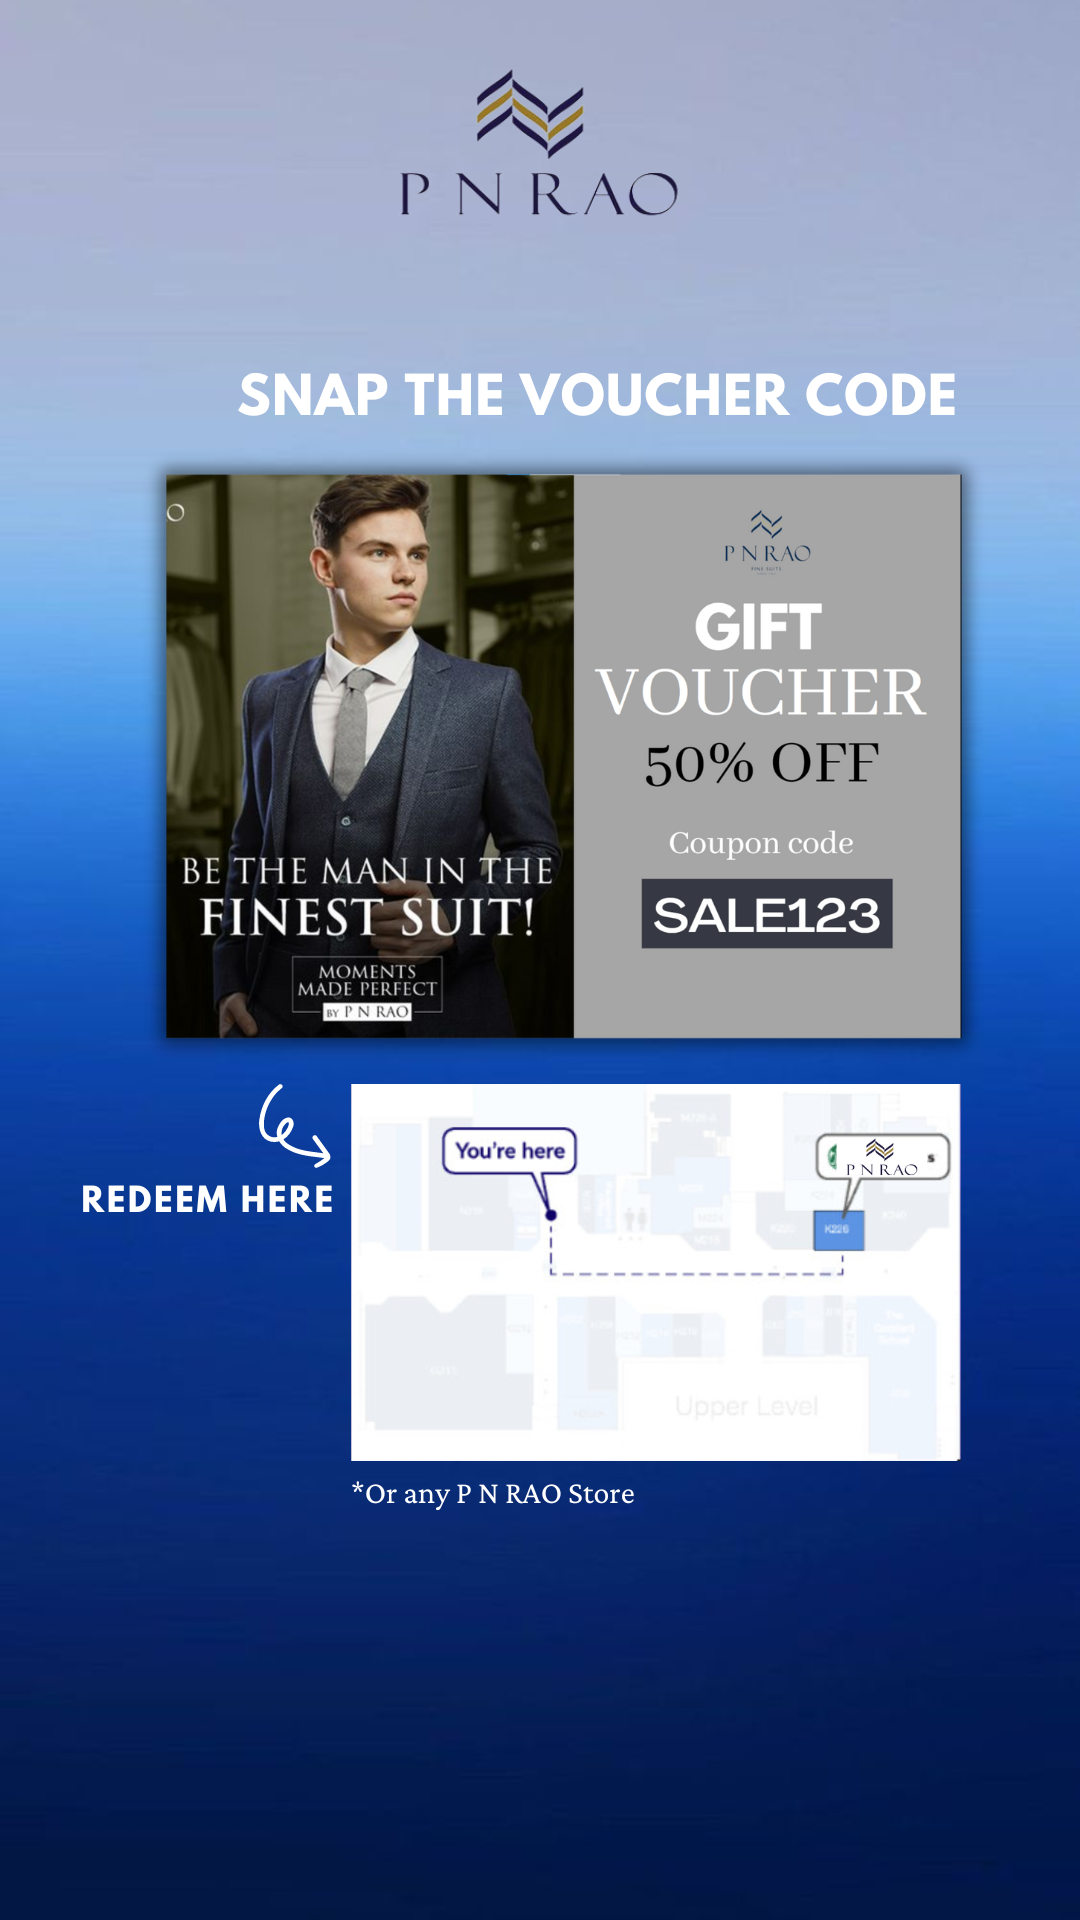 P N RAO
SNAP THE VOUCHER CODE
O
P N RAO
FINE SUITS
GIFT
VOUCHER
50% OFF
Coupon code
SALE123
BE THE MAN IN THE
FINEST SUIT!
MOMENTS
MADE PERFECT
BY P N RAO
REDEEM HERE
You're here
P N RAO
s
K226
Upper Level
*Or any P N RAO Store